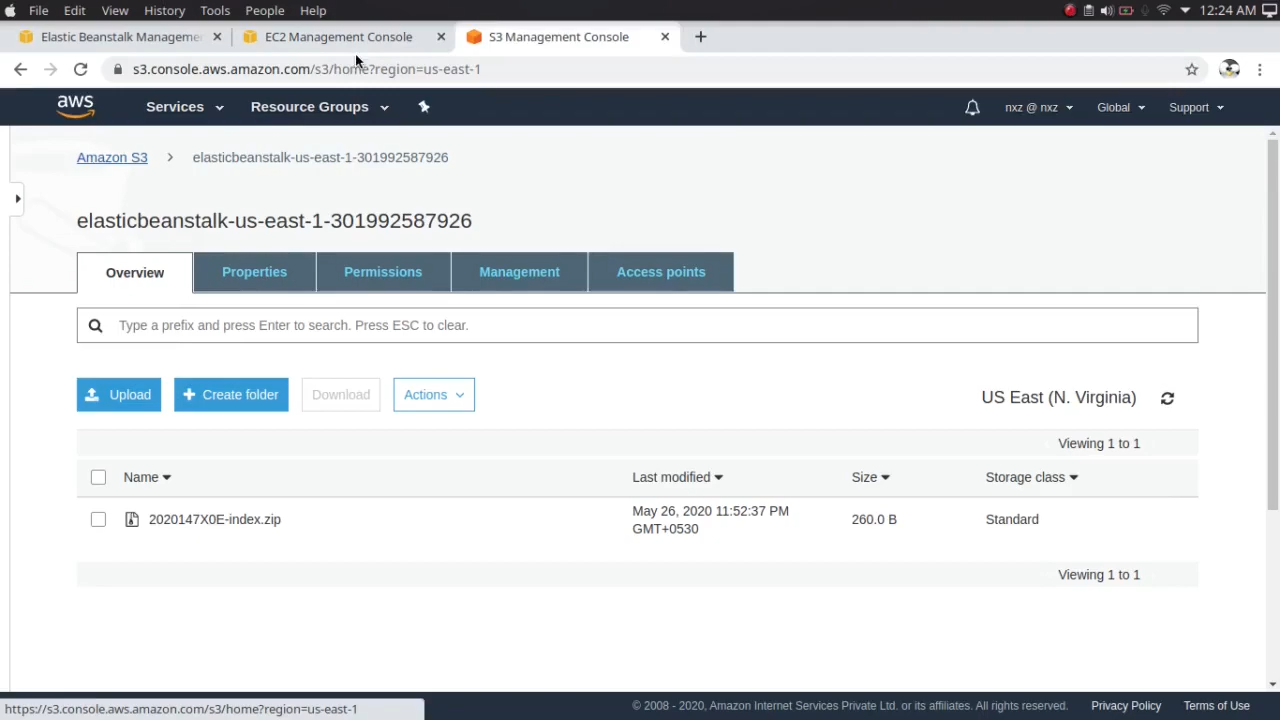 File Edit View History Tools People Help 12:24 AM
Elastic Beanstalk Manageme EC2 Management Console S3 Management Console
s3.console.aws.amazon.com/s3/home?region=us-east-1
aws Services Resource Groups nxz @ nxz Global Support
Amazon S3 elasticbeanstalk-us-east-1-301992587926
elasticbeanstalk-us-east-1-301992587926
Overview Properties Permissions Management Access points
Type a prefix and press Enter to search. Press ESC to clear.
Upload Create folder Download Actions US East (N. Virginia)
Viewing 1 to 1
Name Last modified Size Storage class
2020147X0E-index.zip May 26, 2020 11:52:37 PM 260.0 B Standard
GMT+0530
Viewing 1 to 1
https://s3.console.aws.amazon.com/s3/home?region=us-east-1 © 2008 - 2020, Amazon Internet Services Private Ltd. or its affiliates. All rights reserved. Privacy Policy Terms of Use